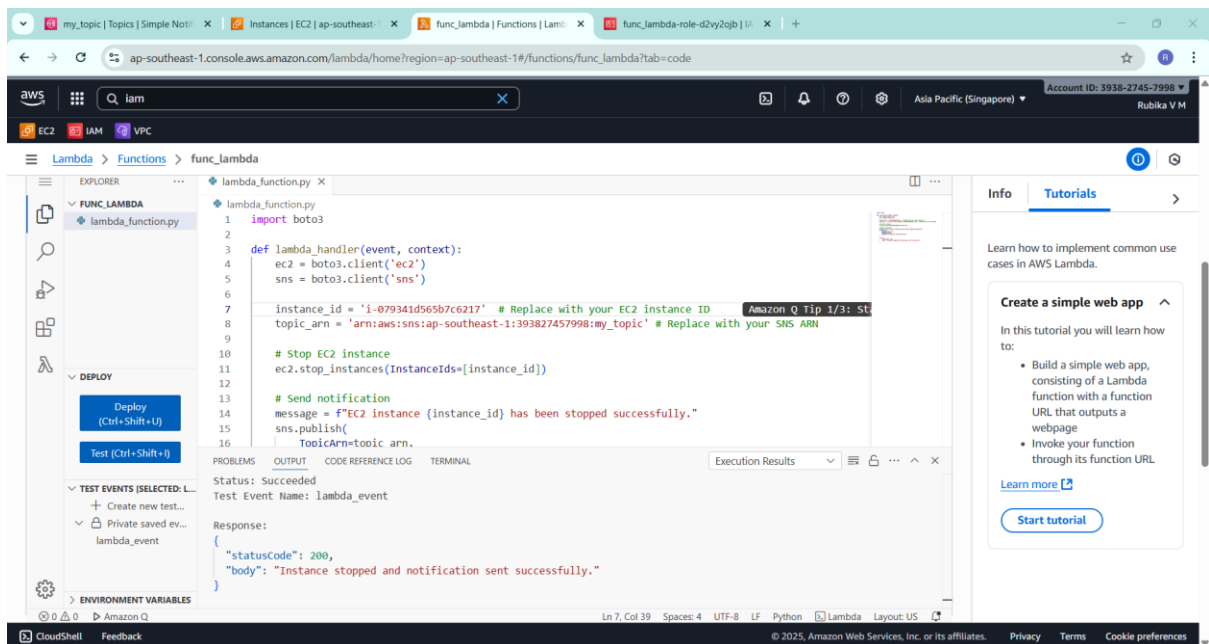 my_topic | Topics | Simple Notifi
Instances | EC2 | ap-southeast-1
func_lambda | Functions | Lamb
func_lambda-role-d2vy2ojb | IA
ap-southeast-1.console.aws.amazon.com/lambda/home?region=ap-southeast-1#/functions/func_lambda?tab=code
R
aws
iam
Asia Pacific (Singapore)
Account ID: 3938-2745-7998
Rubika V M
EC2 IAM VPC
Lambda > Functions > func_lambda
EXPLORER
FUNC_LAMBDA
lambda_function.py
lambda_function.py
lambda_function.py
1 import boto3
2
3 def lambda_handler(event, context):
4 ec2 = boto3.client('ec2')
5 sns = boto3.client('sns')
6
7 instance_id = 'i-079341d565b7c6217' # Replace with your EC2 instance ID Amazon Q Tip 1/3: St
8 topic_arn = 'arn:aws:sns:ap-southeast-1:393827457998:my_topic' # Replace with your SNS ARN
9
10 # Stop EC2 instance
11 ec2.stop_instances(InstanceIds=[instance_id])
12
13 # Send notification
14 message = f"EC2 instance {instance_id} has been stopped successfully."
15 sns.publish(
16 TopicArn=topic_arn,
DEPLOY
Deploy
(Ctrl+Shift+U)
Test (Ctrl+Shift+I)
TEST EVENTS [SELECTED: L...
Create new test...
Private saved ev...
lambda_event
ENVIRONMENT VARIABLES
PROBLEMS OUTPUT CODE REFERENCE LOG TERMINAL
Execution Results
Status: Succeeded
Test Event Name: lambda_event
Response:
{
"statusCode": 200,
"body": "Instance stopped and notification sent successfully."
}
0 0 Amazon Q
Ln 7, Col 39 Spaces: 4 UTF-8 LF Python Lambda Layout: US
Info Tutorials
Learn how to implement common use
cases in AWS Lambda.
Create a simple web app
In this tutorial you will learn how
to:
• Build a simple web app,
consisting of a Lambda
function with a function
URL that outputs a
webpage
• Invoke your function
through its function URL
Learn more
Start tutorial
CloudShell Feedback
© 2025, Amazon Web Services, Inc. or its affiliates. Privacy Terms Cookie preferences